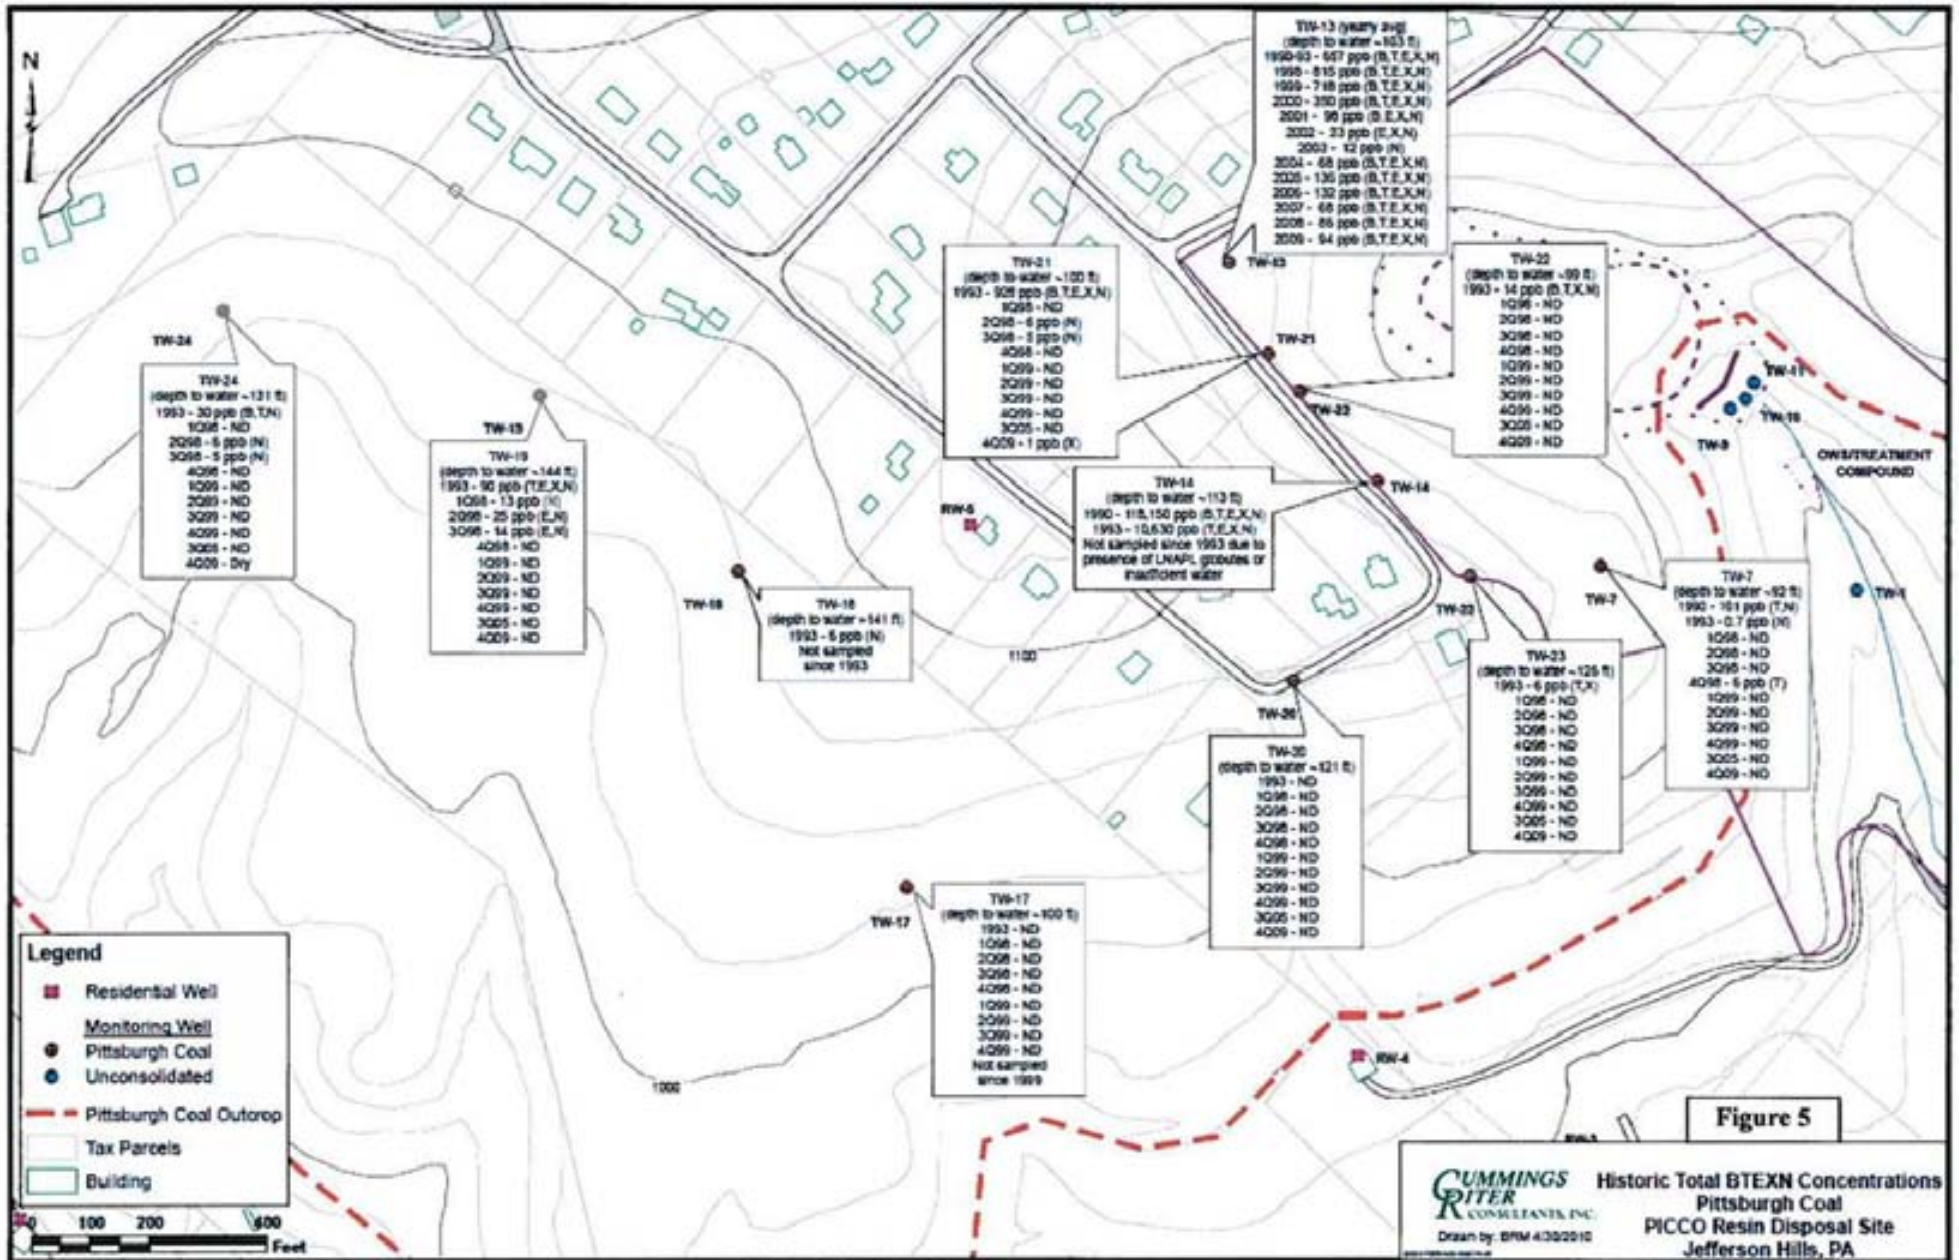 N
TW-13 (yearly avg)
(depth to water ~103 ft)
1990-93 - 657 ppb (B,T,E,X,N)
1998 - 815 ppb (B,T,E,X,N)
1999 - 718 ppb (B,T,E,X,N)
2000 - 350 ppb (B,T,E,X,N)
2001 - 98 ppb (B,E,X,N)
2002 - 23 ppb (E,X,N)
2003 - 12 ppb (N)
2004 - 68 ppb (B,T,E,X,N)
2005 - 135 ppb (B,T,E,X,N)
2006 - 132 ppb (B,T,E,X,N)
2007 - 68 ppb (B,T,E,X,N)
2008 - 86 ppb (B,T,E,X,N)
2009 - 94 ppb (B,T,E,X,N)
TW-13
TW-21
(depth to water ~100 ft)
1993 - 928 ppb (B,T,E,X,N)
1Q98 - ND
2Q98 - 6 ppb (N)
3Q98 - 5 ppb (N)
4Q98 - ND
1Q99 - ND
2Q99 - ND
3Q99 - ND
4Q99 - ND
3Q05 - ND
4Q09 - 1 ppb (X)
TW-21
TW-22
(depth to water ~99 ft)
1993 - 14 ppb (B,T,X,N)
1Q98 - ND
2Q98 - ND
3Q98 - ND
4Q98 - ND
1Q99 - ND
2Q99 - ND
3Q99 - ND
4Q99 - ND
3Q05 - ND
4Q09 - ND
TW-22
TW-11
TW-10
TW-9
OWS/TREATMENT
COMPOUND
TW-24
TW-24
(depth to water ~131 ft)
1993 - 30 ppb (B,T,N)
1Q98 - ND
2Q98 - 6 ppb (N)
3Q98 - 5 ppb (N)
4Q98 - ND
1Q99 - ND
2Q99 - ND
3Q99 - ND
4Q99 - ND
3Q05 - ND
4Q09 - Dry
TW-19
TW-19
(depth to water ~144 ft)
1993 - 90 ppb (T,E,X,N)
1Q98 - 13 ppb (N)
2Q98 - 25 ppb (E,N)
3Q98 - 14 ppb (E,N)
4Q98 - ND
1Q99 - ND
2Q99 - ND
3Q99 - ND
4Q99 - ND
3Q05 - ND
4Q09 - ND
RW-5
TW-14
(depth to water ~113 ft)
1990 - 118,150 ppb (B,T,E,X,N)
1993 - 10,630 ppb (T,E,X,N)
Not sampled since 1993 due to
presence of LNAPL globules or
insufficient water
TW-14
TW-18
TW-18
(depth to water ~141 ft)
1993 - 6 ppb (N)
Not sampled
since 1993
1100
TW-23
TW-7
TW-1
TW-7
(depth to water ~92 ft)
1990 - 161 ppb (T,N)
1993 - 0.7 ppb (N)
1Q98 - ND
2Q98 - ND
3Q98 - ND
4Q98 - 6 ppb (T)
1Q99 - ND
2Q99 - ND
3Q99 - ND
4Q99 - ND
3Q05 - ND
4Q09 - ND
TW-23
(depth to water ~125 ft)
1993 - 6 ppb (T,X)
1Q98 - ND
2Q98 - ND
3Q98 - ND
4Q98 - ND
1Q99 - ND
2Q99 - ND
3Q99 - ND
4Q99 - ND
3Q05 - ND
4Q09 - ND
TW-20
TW-20
(depth to water ~121 ft)
1993 - ND
1Q98 - ND
2Q98 - ND
3Q98 - ND
4Q98 - ND
1Q99 - ND
2Q99 - ND
3Q99 - ND
4Q99 - ND
3Q05 - ND
4Q09 - ND
TW-17
TW-17
(depth to water ~100 ft)
1993 - ND
1Q98 - ND
2Q98 - ND
3Q98 - ND
4Q98 - ND
1Q99 - ND
2Q99 - ND
3Q99 - ND
4Q99 - ND
Not sampled
since 1999
1000
RW-4
RW-3
Legend
Residential Well
Monitoring Well
Pittsburgh Coal
Unconsolidated
Pittsburgh Coal Outcrop
Tax Parcels
Building
0 100 200 400
Feet
Figure 5
CUMMINGS
RITER
CONSULTANTS, INC.
Drawn by: BRM 4/30/2010
Historic Total BTEXN Concentrations
Pittsburgh Coal
PICCO Resin Disposal Site
Jefferson Hills, PA